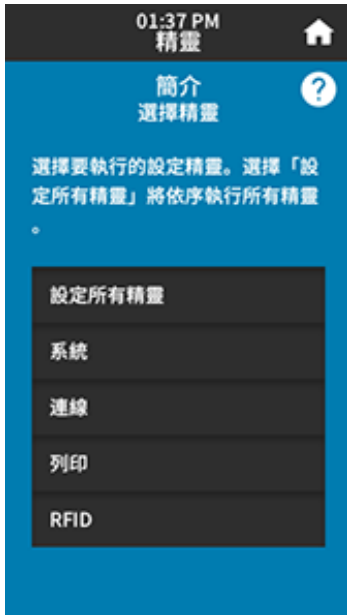 01:37 PM
精靈
簡介
選擇精靈
選擇要執行的設定精靈。選擇「設
定所有精靈」將依序執行所有精靈
。
設定所有精靈
系統
連線
列印
RFID